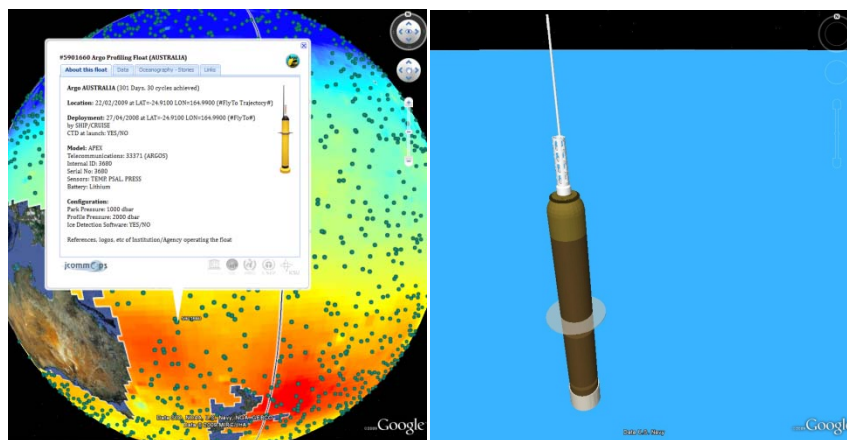 #5901660 Argo Profiling Float (AUSTRALIA)
About this float Data Oceanography - Stories Links
Argo AUSTRALIA (301 Days, 30 cycles achieved)
Location: 22/02/2009 at LAT=-24.9100 LON=164.9900 (#FlyTo Trajectory#)
Deployment: 27/04/2008 at LAT=-24.9100 LON=164.9900 (#FlyTo#)
by SHIP/CRUISE
CTD at launch: YES/NO
Model: APEX
Telecommunications: 33371 (ARGOS)
Internal ID: 3680
Serial No: 3680
Sensors: TEMP, PSAL, PRESS
Battery: Lithium
Configuration:
Park Pressure: 1000 dbar
Profile Pressure: 2000 dbar
Ice Detection Software: YES/NO
References, logos, etc of Institution/Agency operating the float
jcommops
Google
Data U.S. Navy
Google